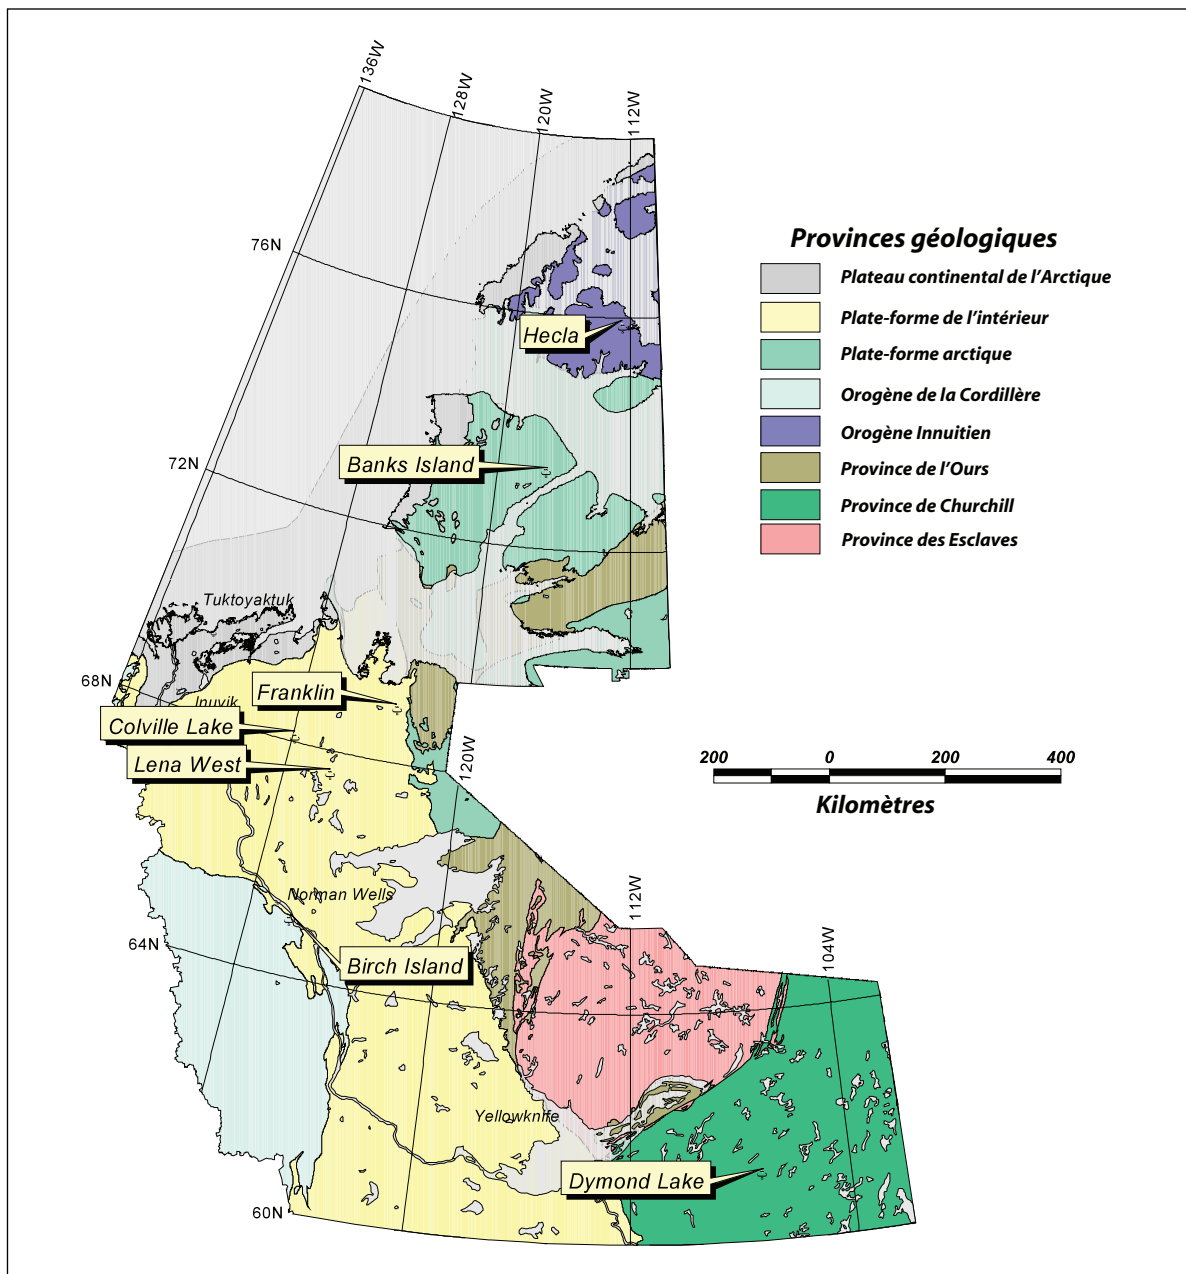 136W
128W
120W
112W
76N
Provinces géologiques
Plateau continental de l'Arctique
Plate-forme de l'intérieur
Hecla
Plate-forme arctique
Orogène de la Cordillère
Orogène Innuitien
72N
Banks Island
Province de l'Ours
Province de Churchill
Province des Esclaves
Tuktoyaktuk
68N
Inuvik
Franklin
Colville Lake
Lena West
120W
200 0 200 400
Kilomètres
Norman Wells
112W
64N
104W
Birch Island
Yellowknife
Dymond Lake
60N